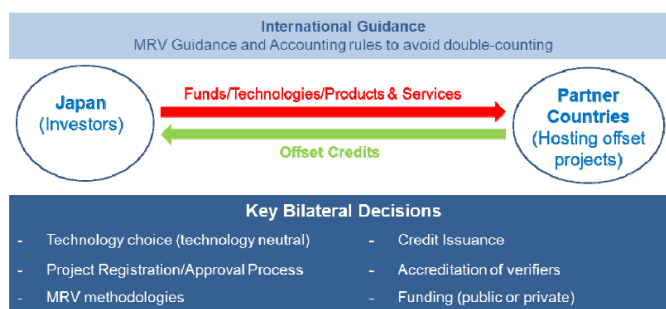 International Guidance
MRV Guidance and Accounting rules to avoid double-counting
Japan
(Investors)
Funds/Technologies/Products & Services
Offset Credits
Partner
Countries
(Hosting offset
projects)
Key Bilateral Decisions
- Technology choice (technology neutral)
- Project Registration/Approval Process
- MRV methodologies
- Credit Issuance
- Accreditation of verifiers
- Funding (public or private)